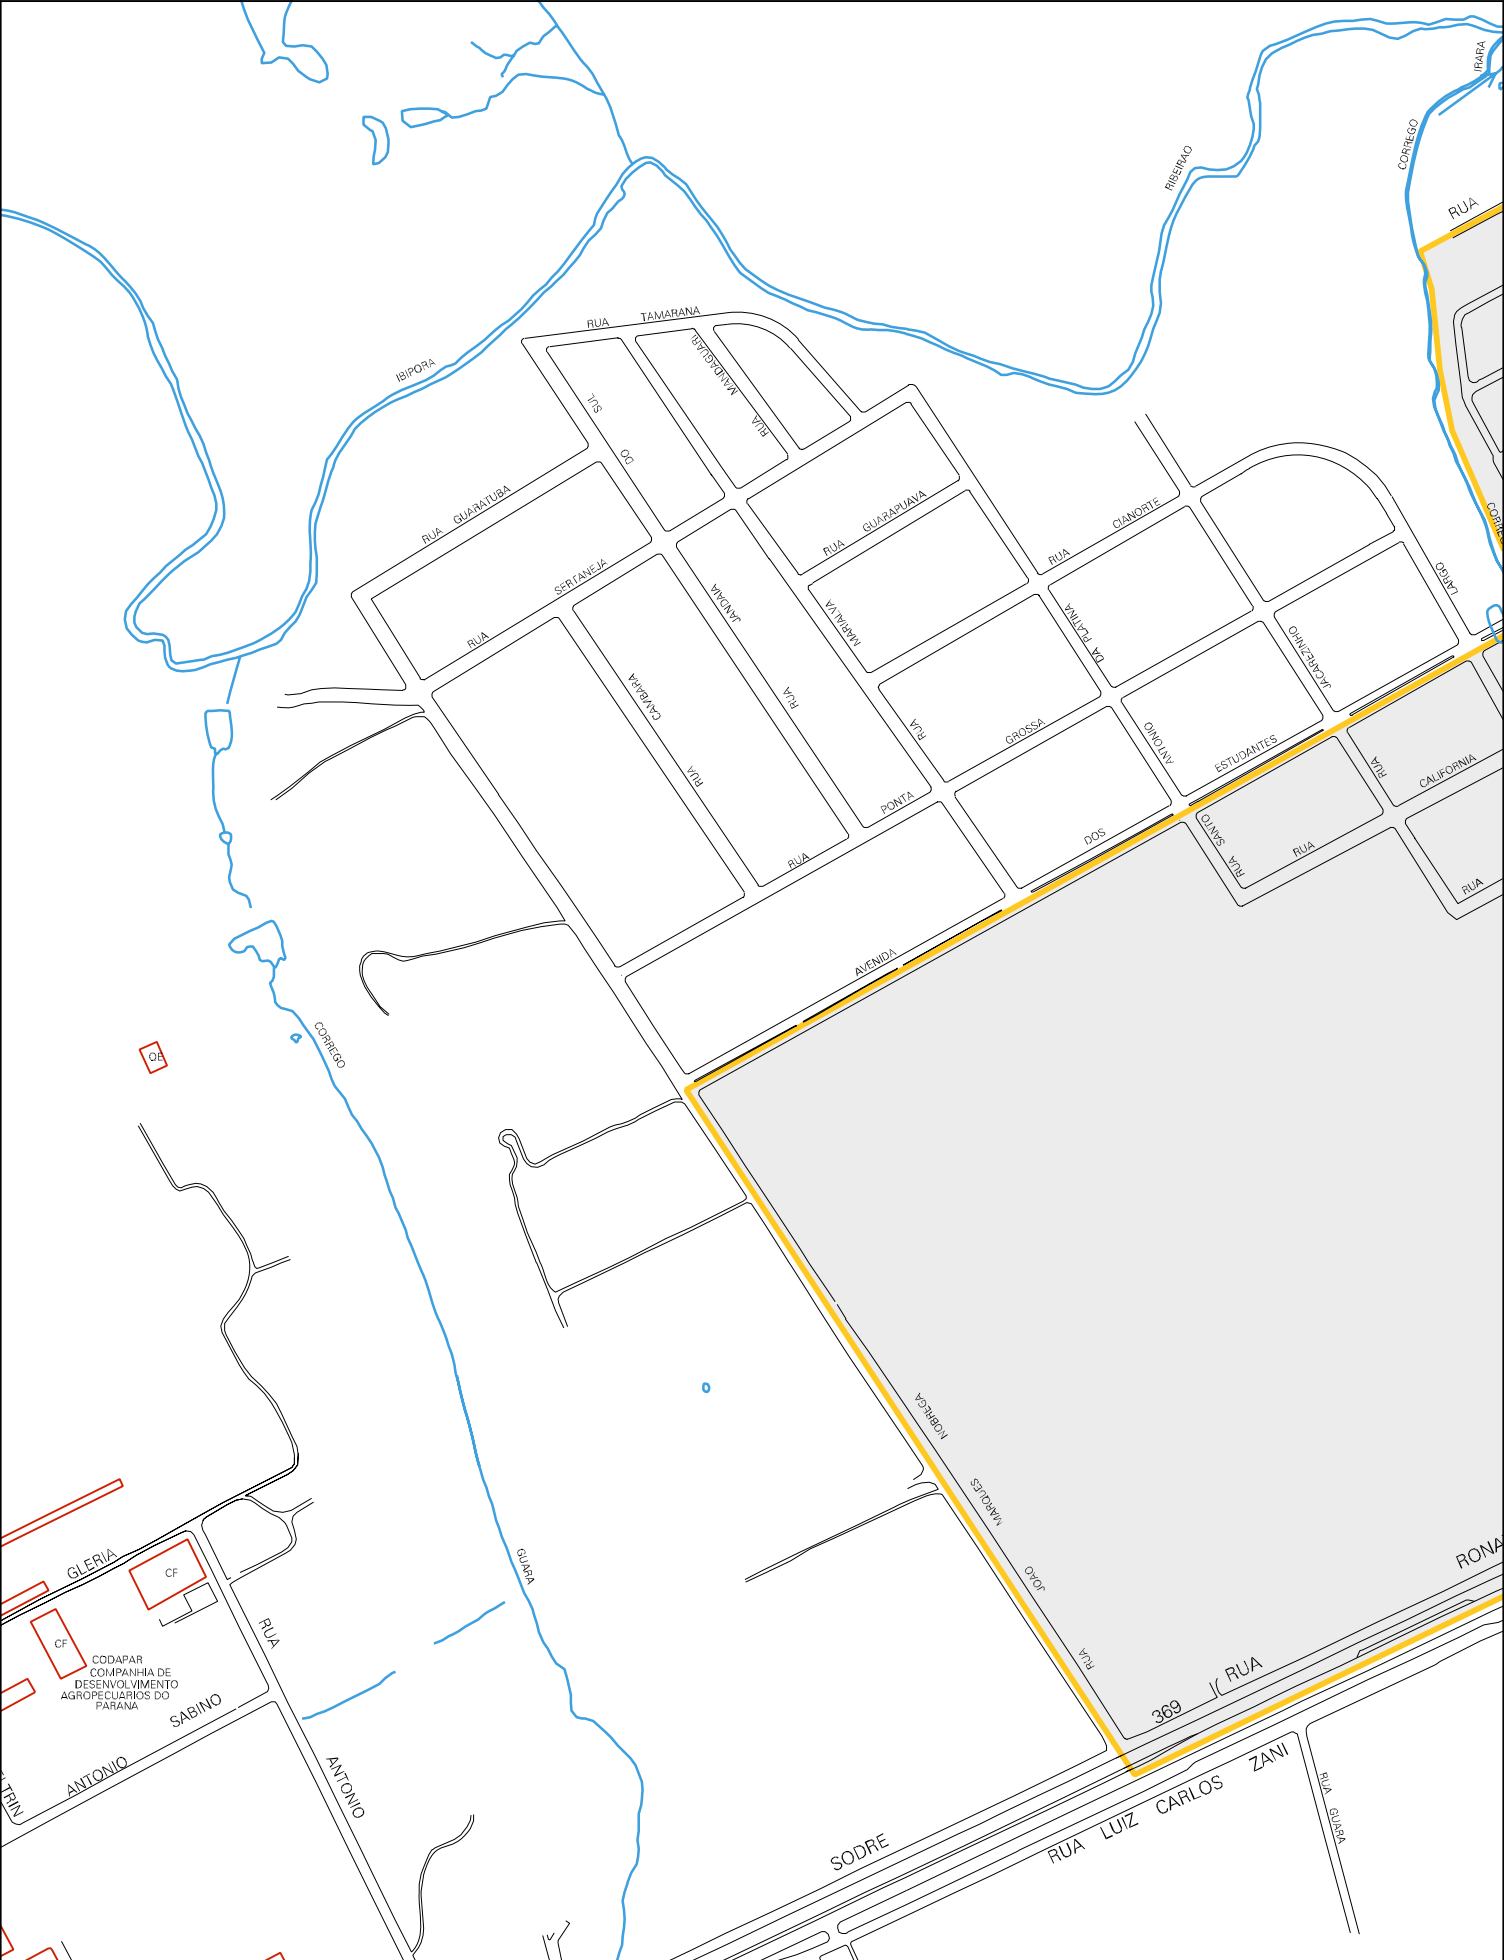 IRARA
CORREGO
RIBEIRAO
RUA
RUA
TAMARANA
MANDAGUARI
RUA
IBIPORA
SUL
DO
RUA GUARATUBA
RUA
GUARAPUAVA
RUA
CIANORTE
LARGO
RUA
SERTANEJA
JANDAIA
RUA
MARIALVA
RUA
DA PLATINA
ANTONIO
SANTO
RUA
JACAREZINHO
RUA
CAMBARA
RUA
RUA
PONTA
GROSSA
AVENIDA
DOS
ESTUDANTES
RUA
CALIFORNIA
RUA
CORREGO
GUARA
NOBREGA
MARQUES
JOAO
RUA
RONA
GLERIA
CF
CF
CODAPAR
COMPANHIA DE
DESENVOLVIMENTO
AGROPECUARIOS DO
PARANA
RUA
ANTONIO
ANTONIO
SABINO
TRIN
369
RUA
SODRE
RUA LUIZ CARLOS ZANI
RUA GUARA